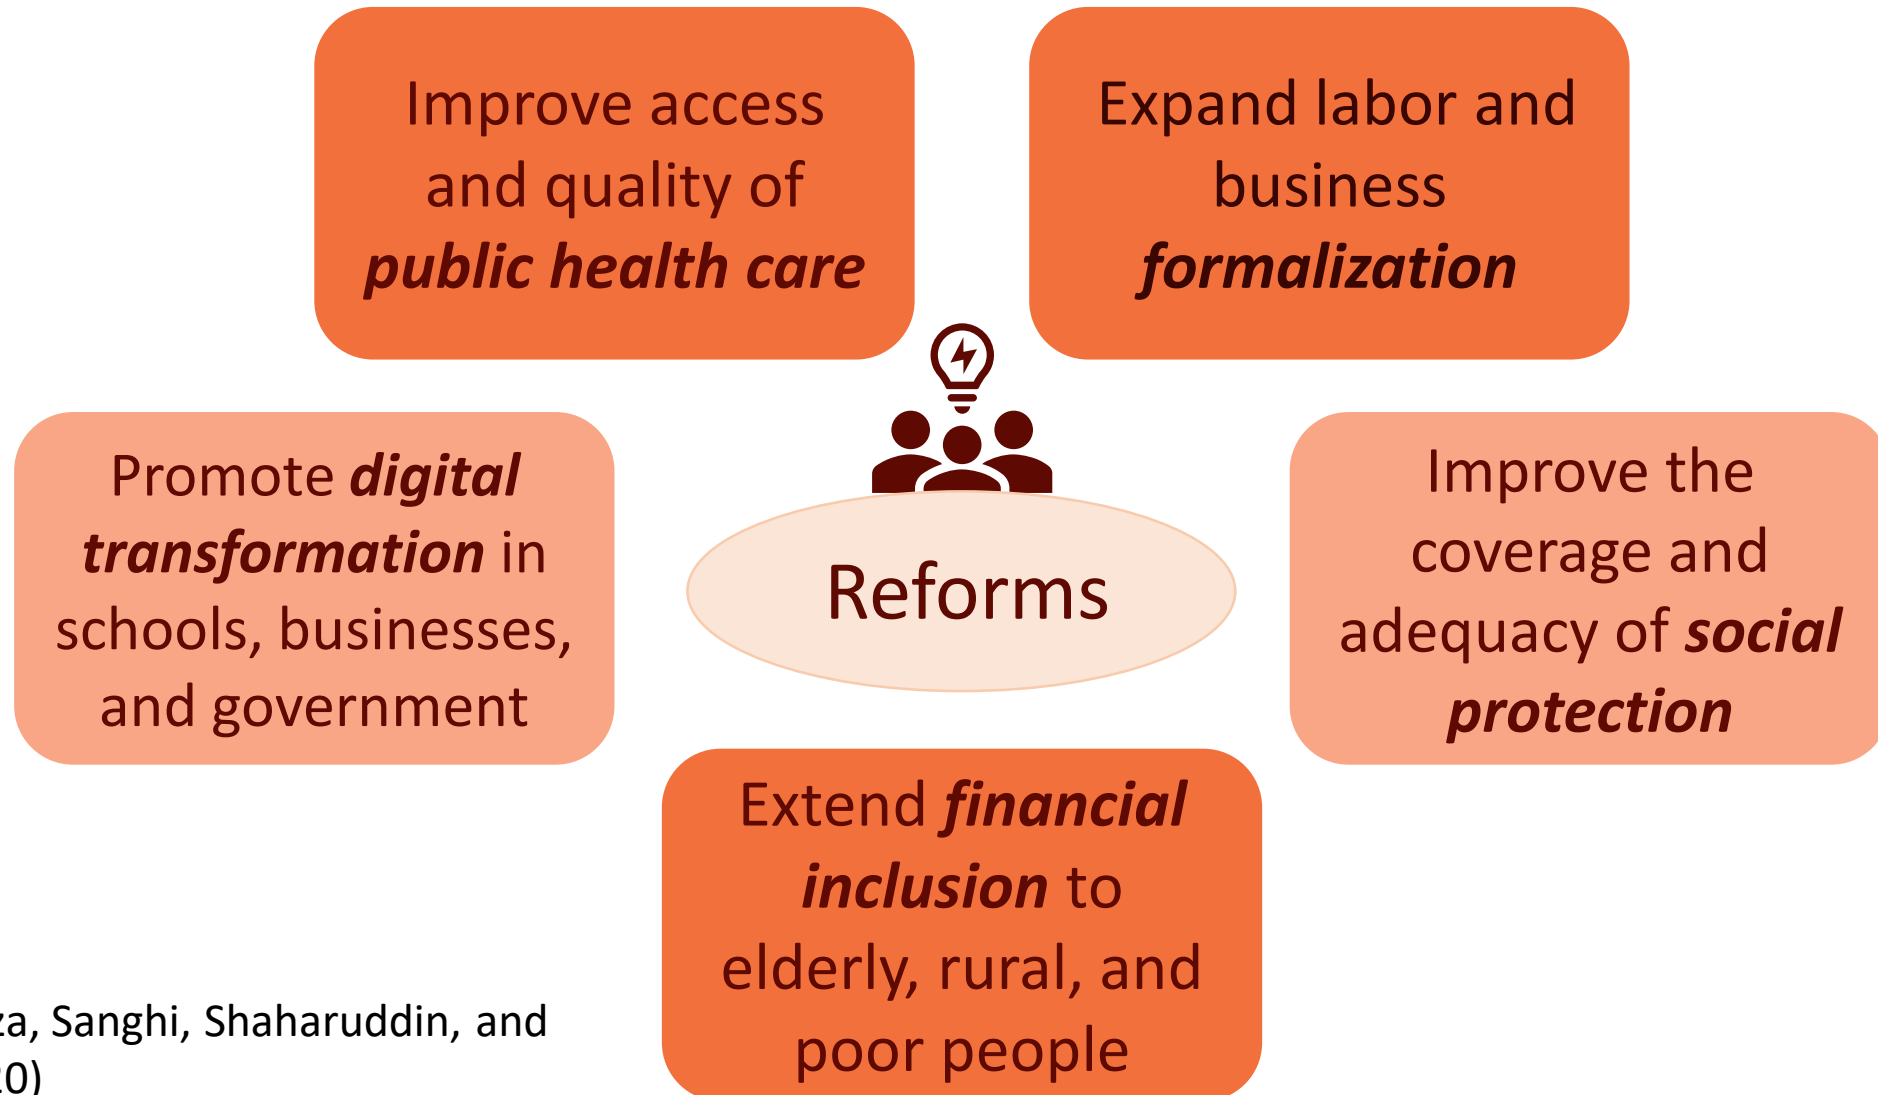 Improve access
and quality of
public health care
Expand labor and
business
formalization
Promote digital
transformation in
schools, businesses,
and government
Reforms
Improve the
coverage and
adequacy of social
protection
Extend financial
inclusion to
elderly, rural, and
poor people
Sanghi, Shaharuddin, and